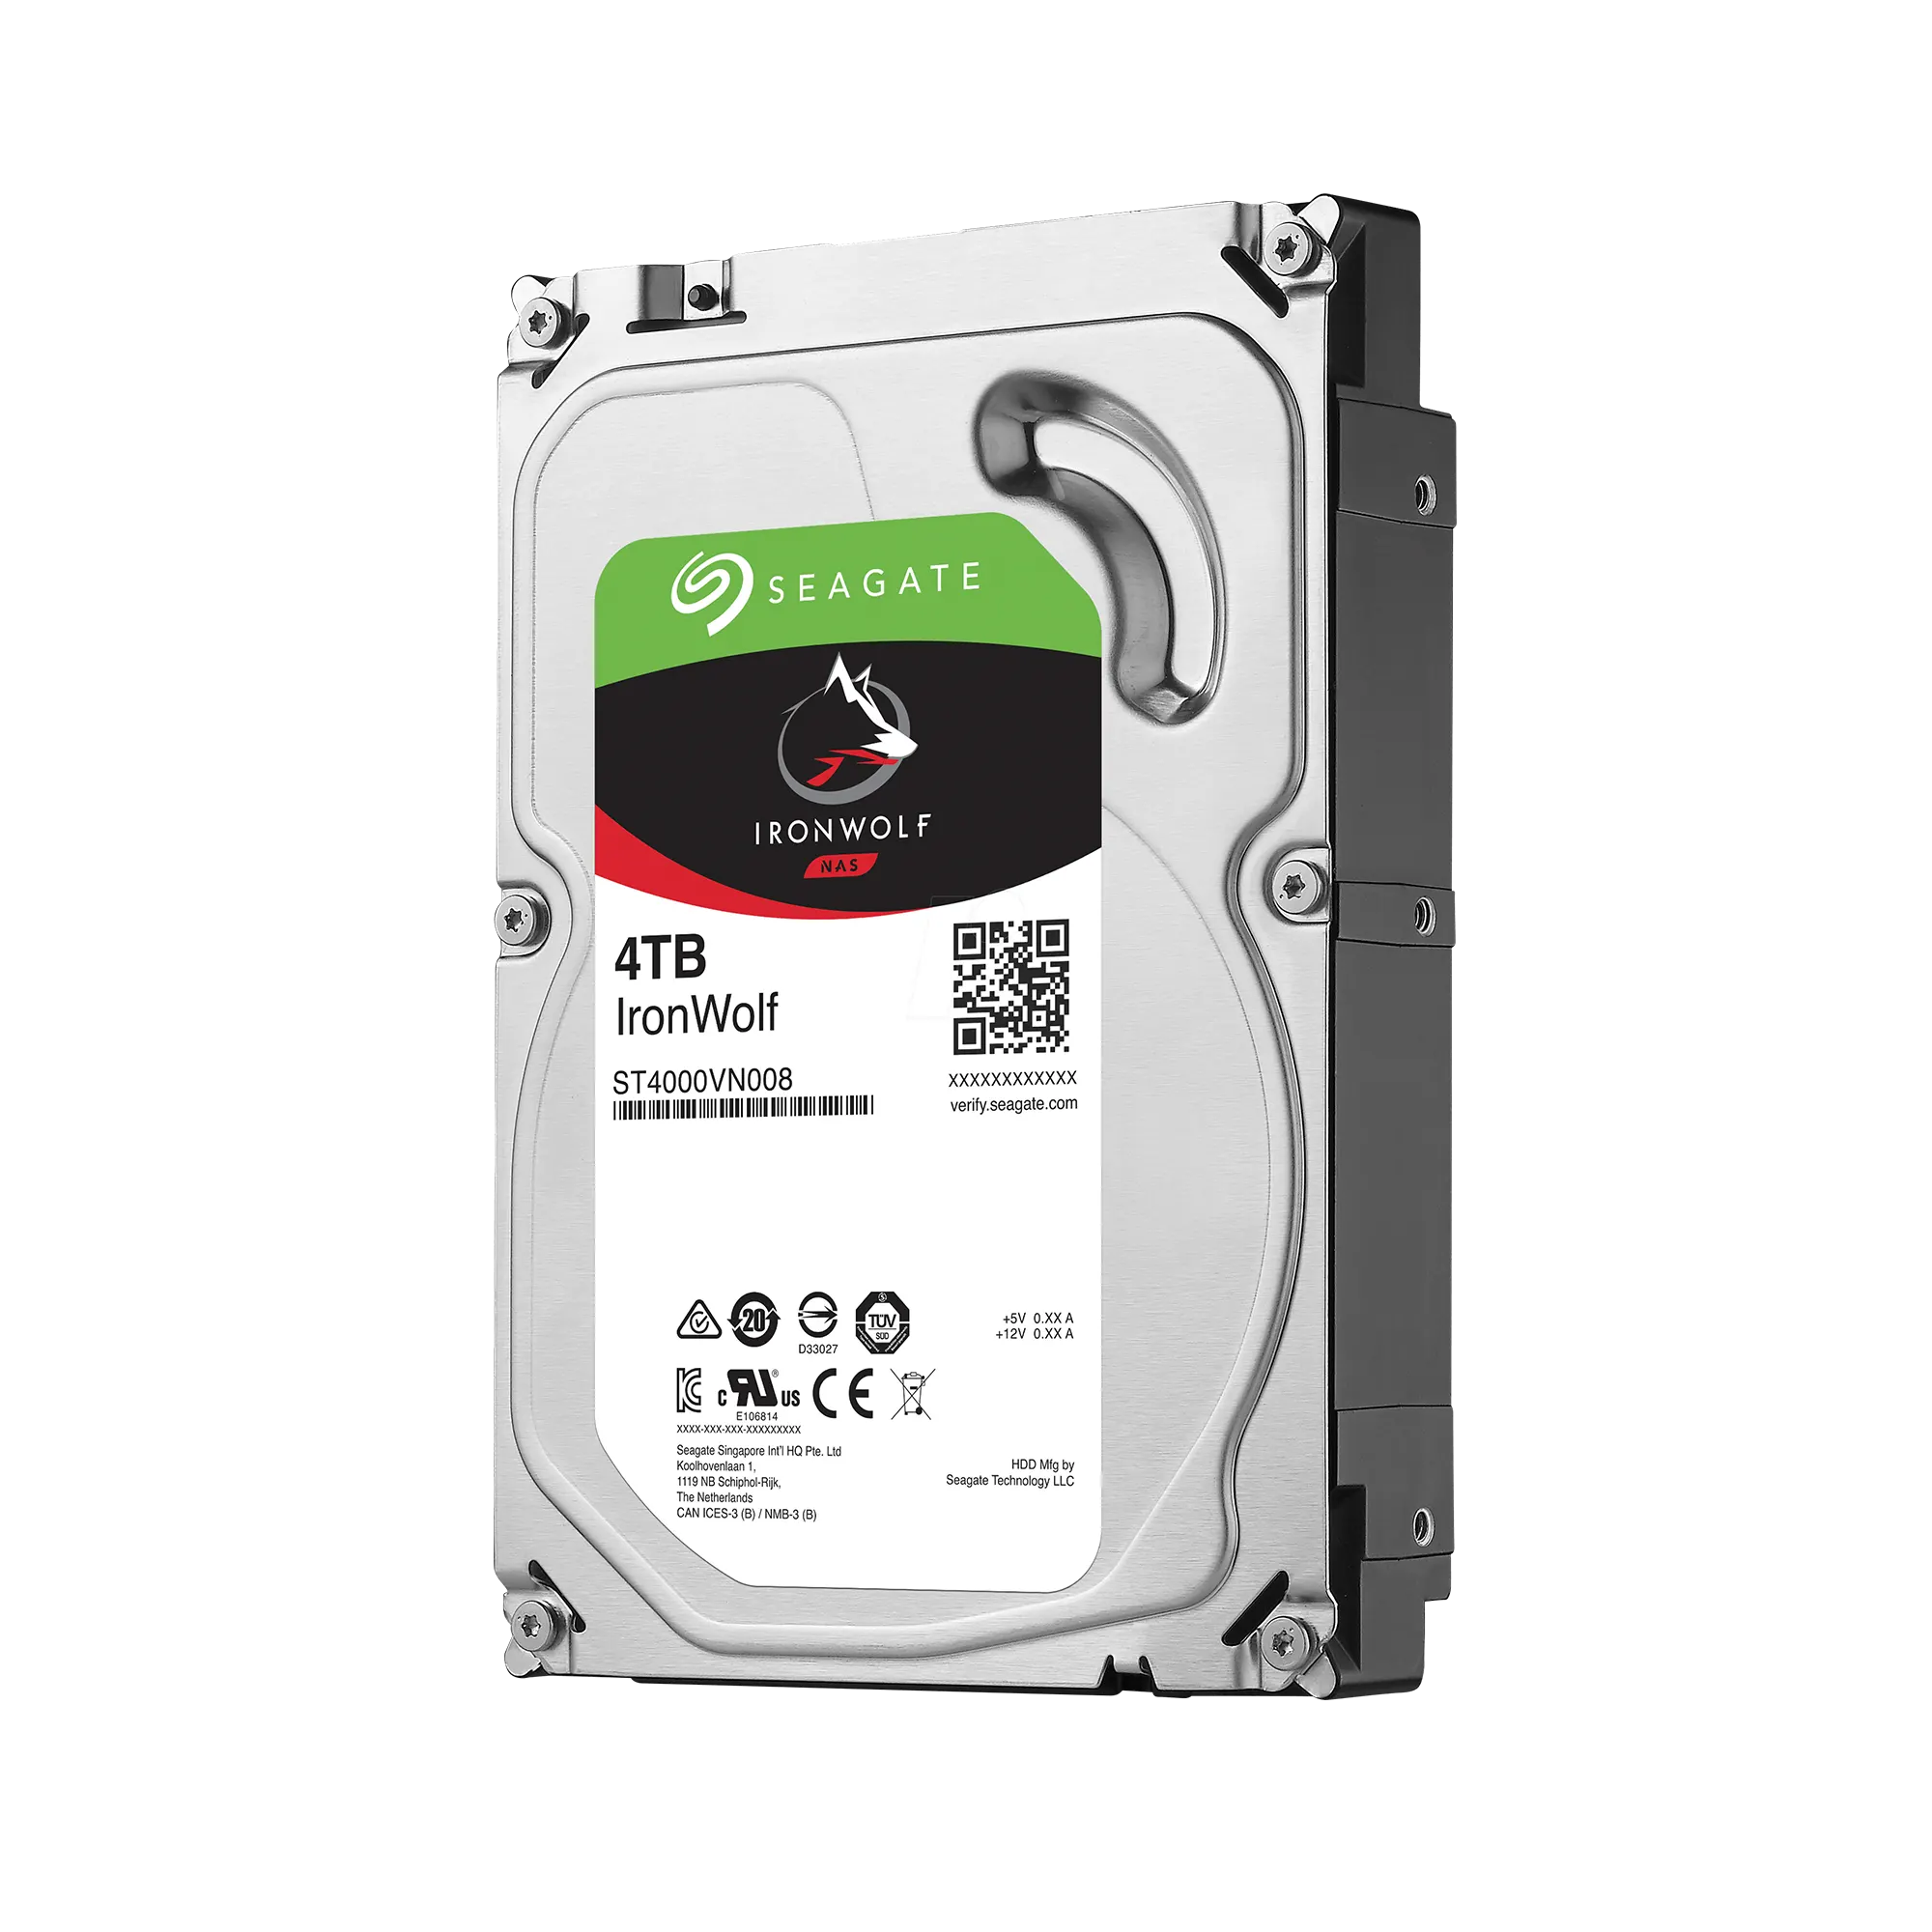 SEAGATE
IRONWOLF
NAS
4TB
IronWolf
ST4000VN008
XXXXXXXXXXXX
verify.seagate.com
20
D33027
TÜV
SÜD
+5V 0.XX A
+12V 0.XX A
c UR ® US
CE
E106814
XXXX-XXX-XXX-XXXXXXXXX
Seagate Singapore Int'l HQ Pte. Ltd
Koolhovenlaan 1,
1119 NB Schiphol-Rijk,
The Netherlands
CAN ICES-3 (B) / NMB-3 (B)
HDD Mfg by
Seagate Technology LLC